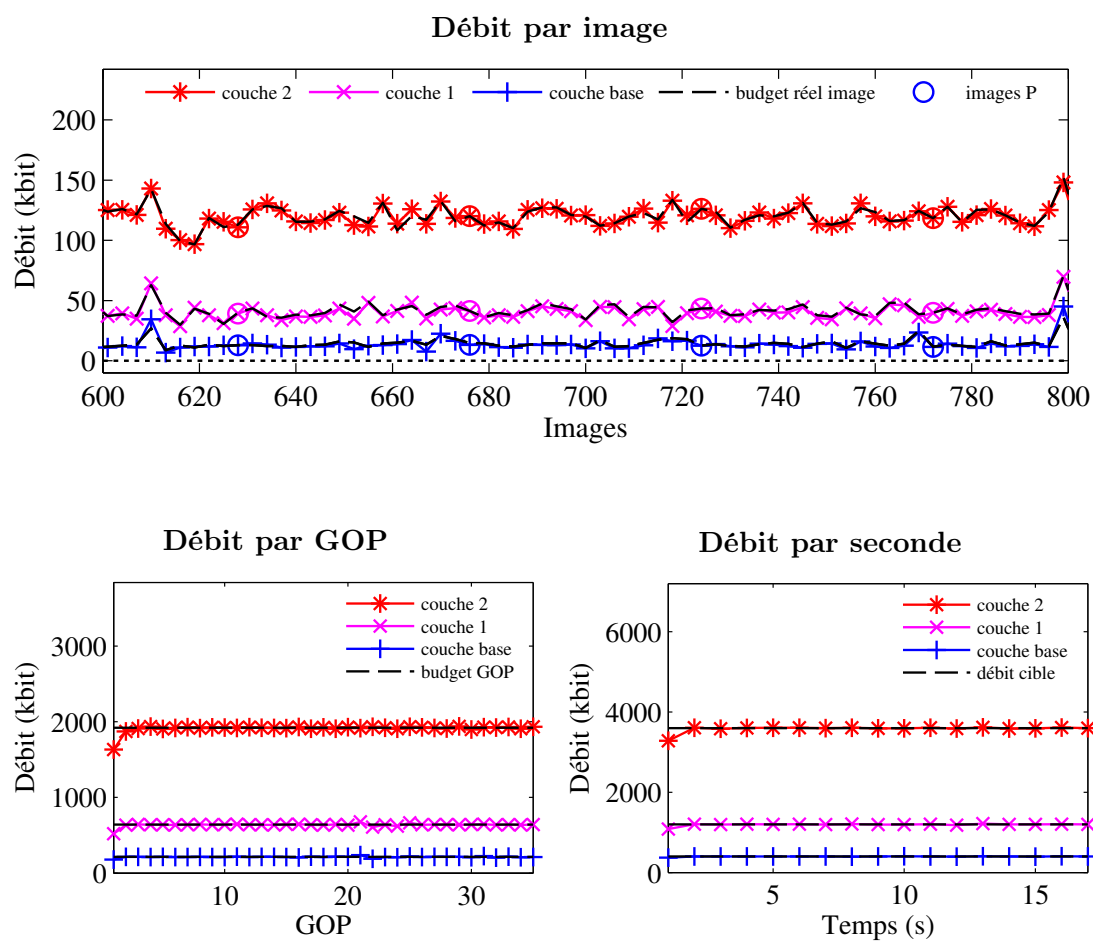 Débit par image
couche 2 couche 1 couche base budget réel image images P
200
150
100
50
0
Débit (kbit)
600 620 640 660 680 700 720 740 760 780 800
Images
Débit par GOP
couche 2
couche 1
couche base
budget GOP
3000
2000
1000
0
Débit (kbit)
10 20 30
GOP
Débit par seconde
couche 2
couche 1
couche base
débit cible
6000
4000
2000
0
Débit (kbit)
5 10 15
Temps (s)